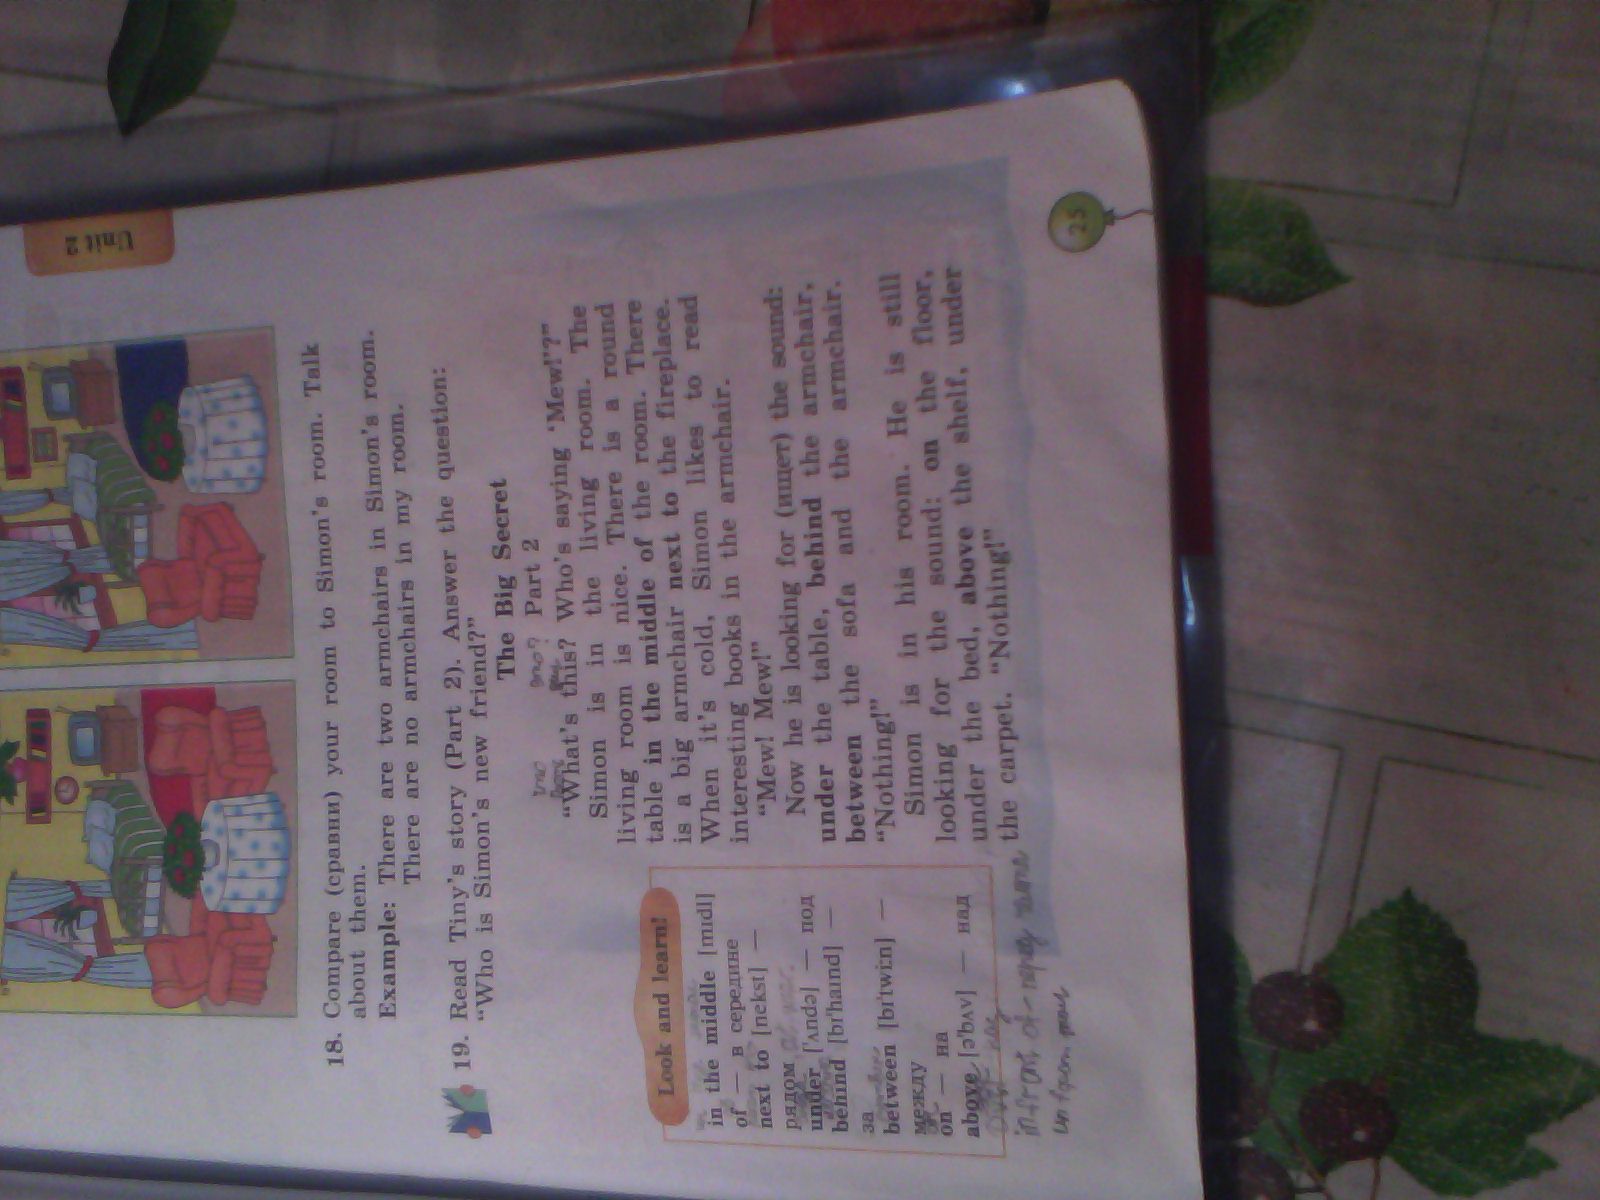 Unit 2
18. Compare (сравни) your room to Simon's room. Talk
about them.
Example: There are two armchairs in Simon's room.
There are no armchairs in my room.
19. Read Tiny's story (Part 2). Answer the question:
“Who is Simon's new friend?”
The Big Secret
Part 2
“What's this? Who's saying ‘Mew!’?”
Simon is in the living room. The
living room is nice. There is a round
table in the middle of the room. There
is a big armchair next to the fireplace.
When it's cold, Simon likes to read
interesting books in the armchair.
“Mew! Mew!”
Now he is looking for (ищет) the sound:
under the table, behind the armchair,
between the sofa and the armchair.
“Nothing!”
Simon is in his room. He is still
looking for the sound: on the floor,
under the bed, above the shelf, under
the carpet. “Nothing!”
Look and learn!
in the middle [mıdl]
of — в середине
next to [nekst] —
рядом
under [ˈʌndə] — под
behind [bıˈhaınd] —
за
between [bıˈtwi:n] —
между
on — на
above [əˈbʌv] — над
in front of -
25